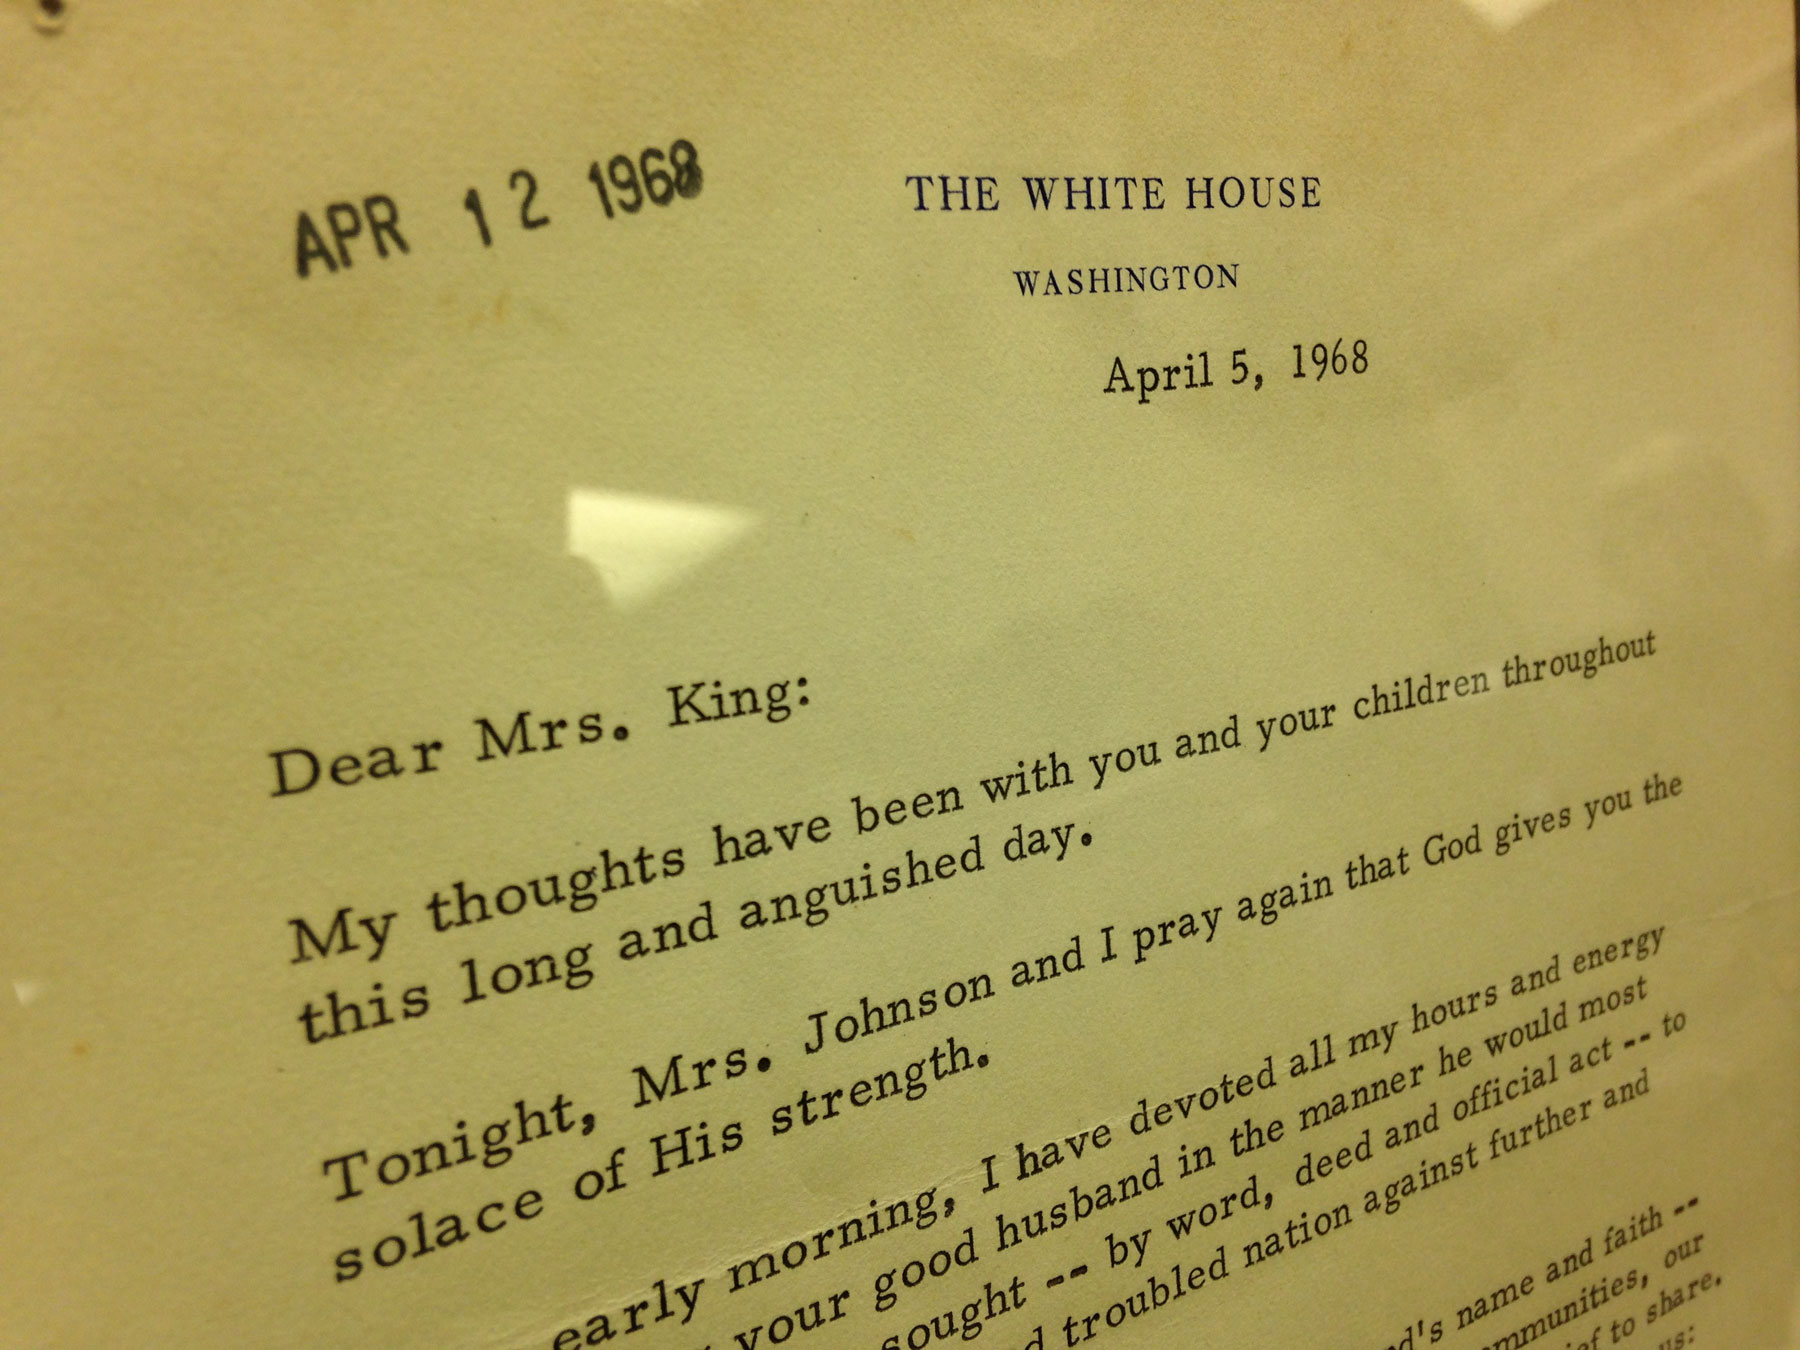 APR 12 1968
THE WHITE HOUSE
WASHINGTON
April 5, 1968
Dear Mrs. King:
My thoughts have been with you and your children throughout
this long and anguished day.
Tonight, Mrs. Johnson and I pray again that God gives you the
solace of His strength.
early morning, I have devoted all my hours and energy
your good husband in the manner he would most
sought -- by word, deed and official act -- to
troubled nation against further and
name and faith --
our
to share.
us: